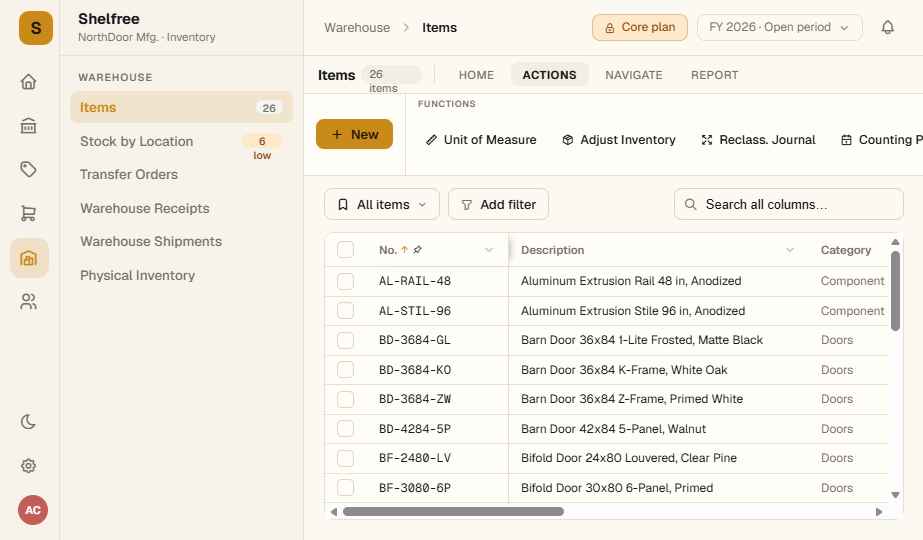 S
Shelfree
NorthDoor Mfg. · Inventory
WAREHOUSE
Items 26
Stock by Location 6 low
Transfer Orders
Warehouse Receipts
Warehouse Shipments
Physical Inventory
AC
Warehouse > Items
Core plan
FY 2026 · Open period
Items 26 items
HOME ACTIONS NAVIGATE REPORT
New
FUNCTIONS
Unit of Measure Adjust Inventory Reclass. Journal Counting P
All items Add filter Search all columns...
No. ↑ Description Category
AL-RAIL-48 Aluminum Extrusion Rail 48 in, Anodized Component
AL-STIL-96 Aluminum Extrusion Stile 96 in, Anodized Component
BD-3684-GL Barn Door 36x84 1-Lite Frosted, Matte Black Doors
BD-3684-KO Barn Door 36x84 K-Frame, White Oak Doors
BD-3684-ZW Barn Door 36x84 Z-Frame, Primed White Doors
BD-4284-5P Barn Door 42x84 5-Panel, Walnut Doors
BF-2480-LV Bifold Door 24x80 Louvered, Clear Pine Doors
BF-3080-6P Bifold Door 30x80 6-Panel, Primed Doors